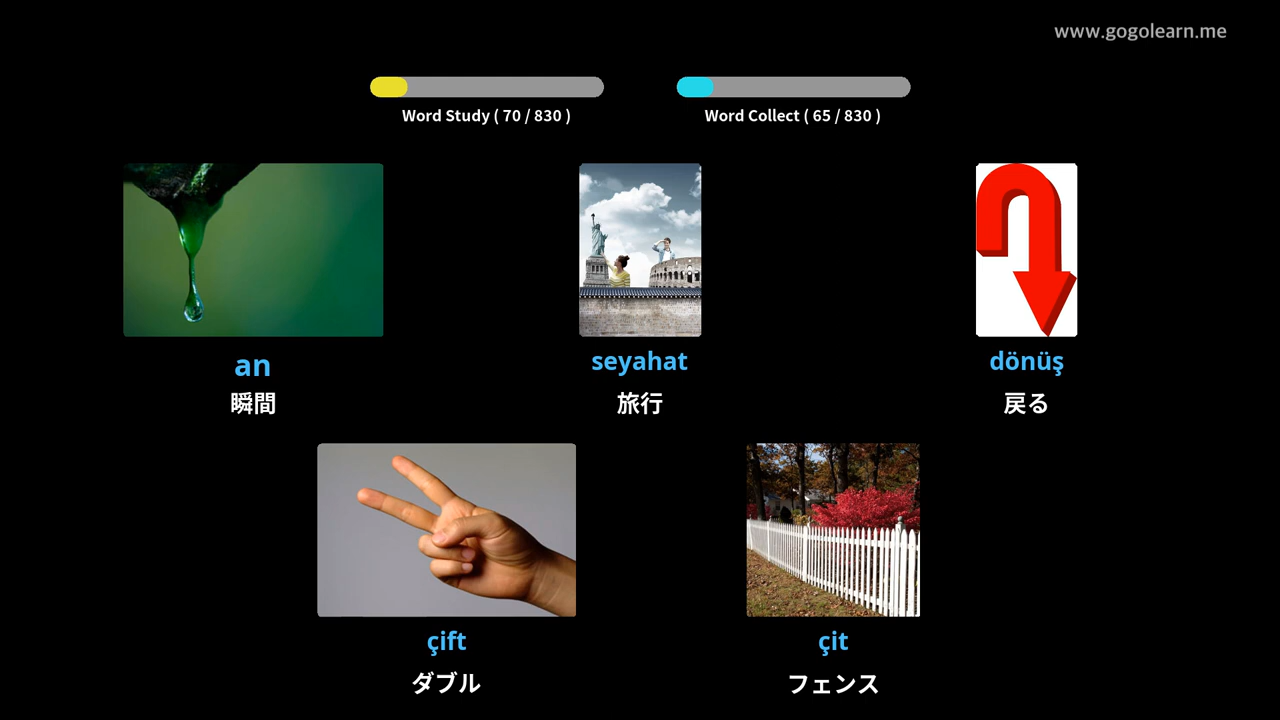 www.gogolearn.me
Word Study ( 70 / 830 )
Word Collect ( 65 / 830 )
an
瞬間
seyahat
旅行
dönüş
戻る
çift
ダブル
çit
フェンス